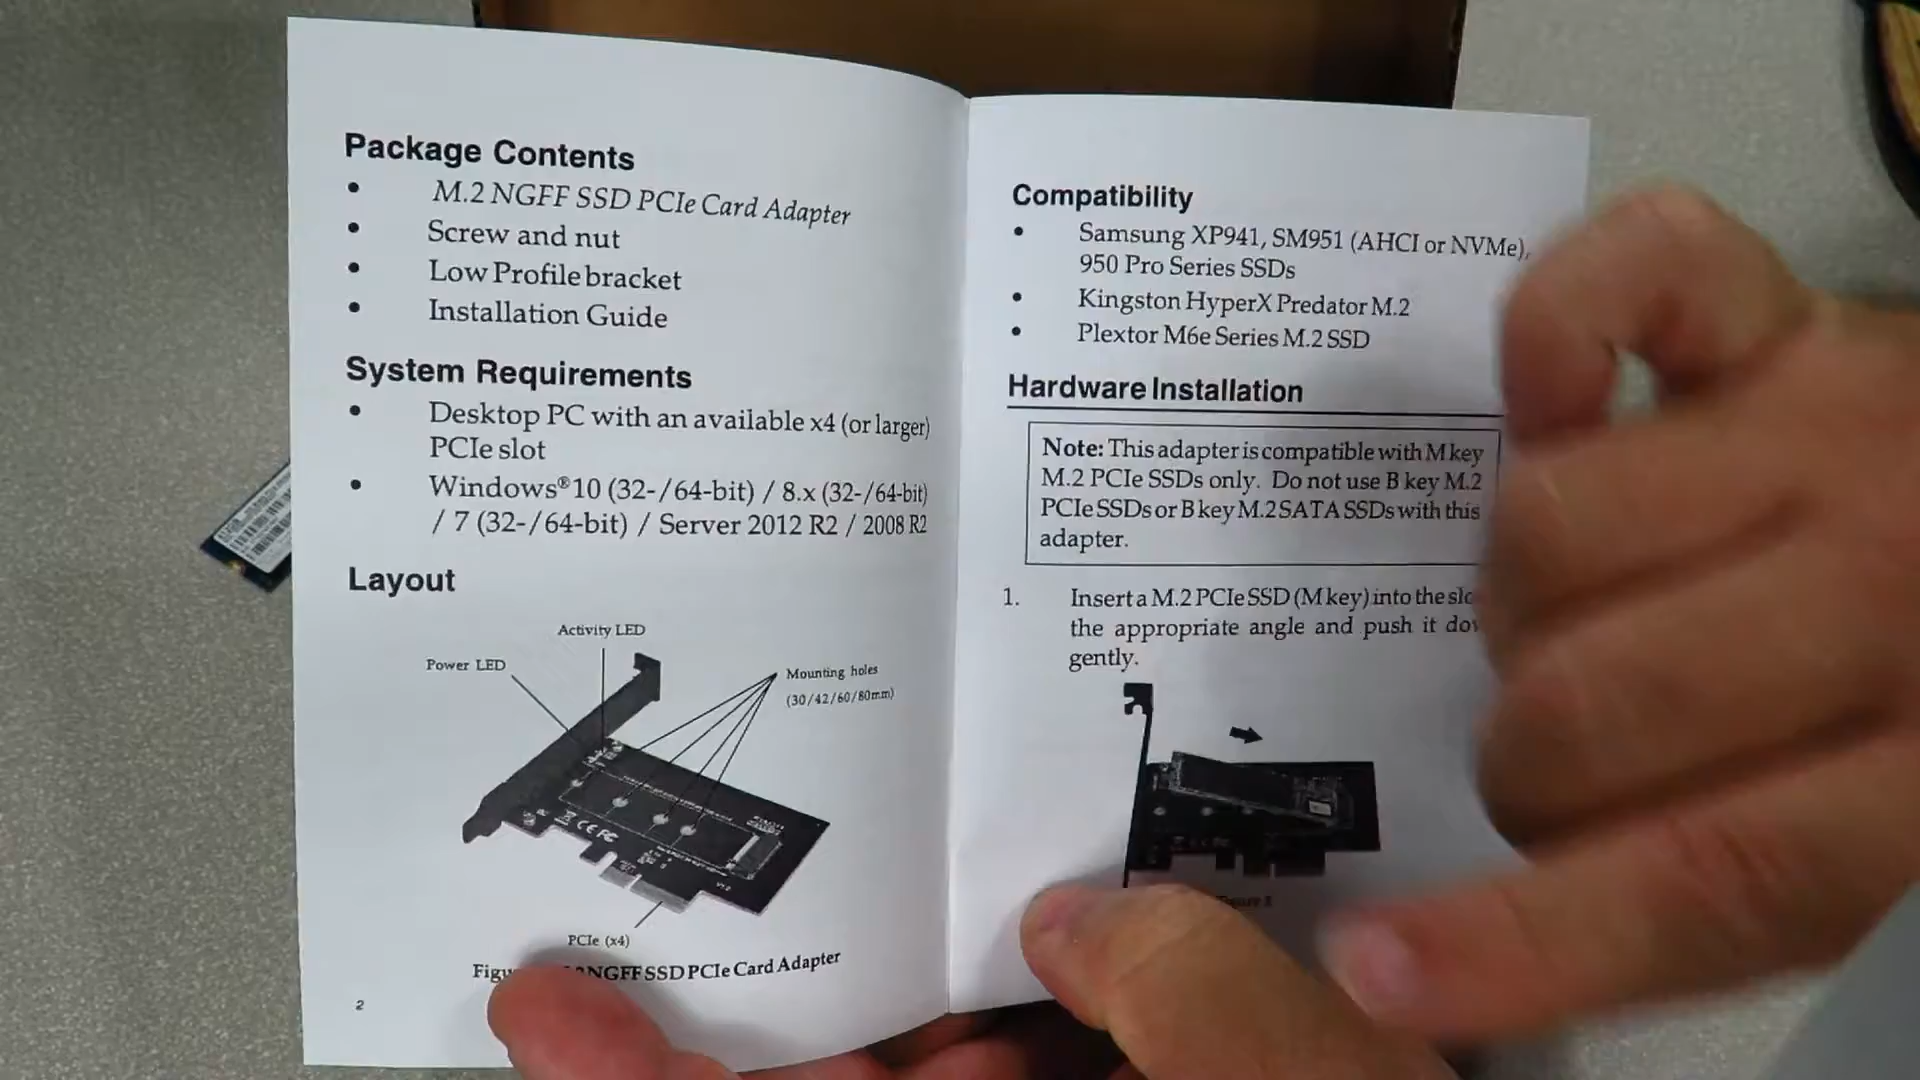 Package Contents
• M.2 NGFF SSD PCIe Card Adapter
• Screw and nut
• Low Profile bracket
• Installation Guide
System Requirements
• Desktop PC with an available x4 (or larger)
PCIe slot
• Windows® 10 (32-/64-bit) / 8.x (32-/64-bit)
/ 7 (32-/64-bit) / Server 2012 R2 / 2008 R2
Layout
Activity LED
Power LED
Mounting holes
(30/42/60/80mm)
PCIe (x4)
NGFF SSD PCIe Card Adapter
2
Compatibility
• Samsung XP941, SM951 (AHCI or NVMe),
950 Pro Series SSDs
• Kingston HyperX Predator M.2
• Plextor M6e Series M.2 SSD
Hardware Installation
Note: This adapter is compatible with M key
M.2 PCIe SSDs only. Do not use B key M.2
PCIe SSDs or B key M.2 SATA SSDs with this
adapter.
1. Insert a M.2 PCIe SSD (M key) into the
the appropriate angle and push it
gently.